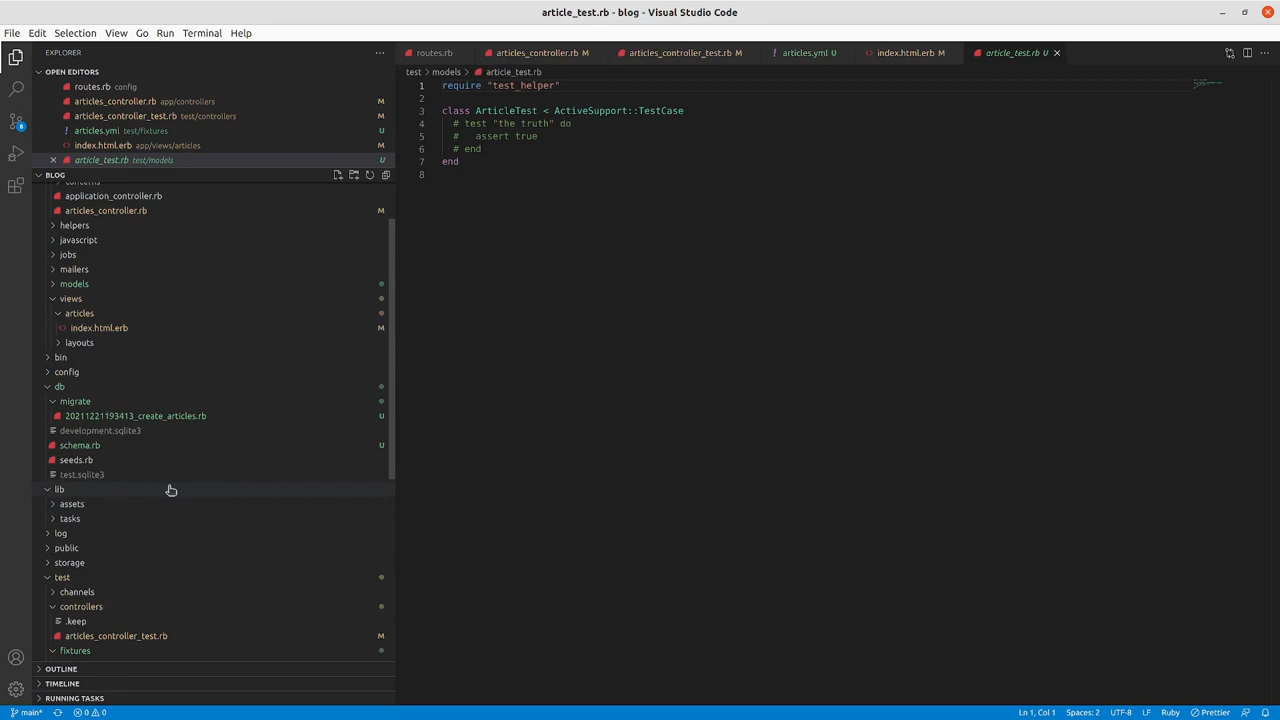 article_test.rb - blog - Visual Studio Code
File Edit Selection View Go Run Terminal Help
EXPLORER
OPEN EDITORS
routes.rb config
articles_controller.rb app/controllers M
articles_controller_test.rb test/controllers M
! articles.yml test/fixtures U
index.html.erb app/views/articles M
article_test.rb test/models U
BLOG
concerns
application_controller.rb
articles_controller.rb M
helpers
javascript
jobs
mailers
models
views
articles
index.html.erb M
layouts
bin
config
db
migrate
20211221193413_create_articles.rb U
development.sqlite3
schema.rb U
seeds.rb
test.sqlite3
lib
assets
tasks
log
public
storage
test
channels
controllers
.keep
articles_controller_test.rb M
fixtures
OUTLINE
TIMELINE
RUNNING TASKS
routes.rb articles_controller.rb M articles_controller_test.rb M ! articles.yml U index.html.erb M article_test.rb U
test > models > article_test.rb
1 require "test_helper"
2
3 class ArticleTest < ActiveSupport::TestCase
4 # test "the truth" do
5 # assert true
6 # end
7 end
8
main* 0 0 Ln 1, Col 1 Spaces: 2 UTF-8 LF Ruby Prettier